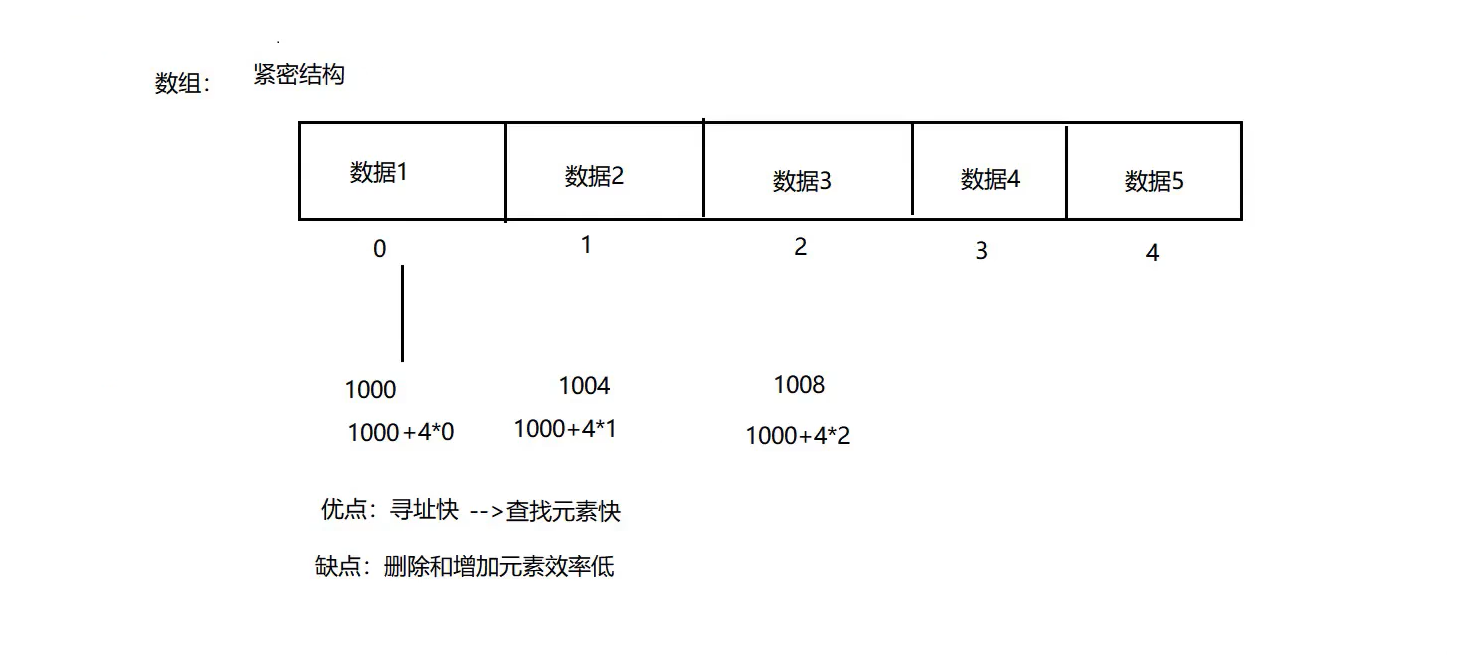 数组： 紧密结构
数据1 数据2 数据3 数据4 数据5
0 1 2 3 4
1000 1004 1008
1000+4*0 1000+4*1 1000+4*2
优点：寻址快 -->查找元素快
缺点：删除和增加元素效率低